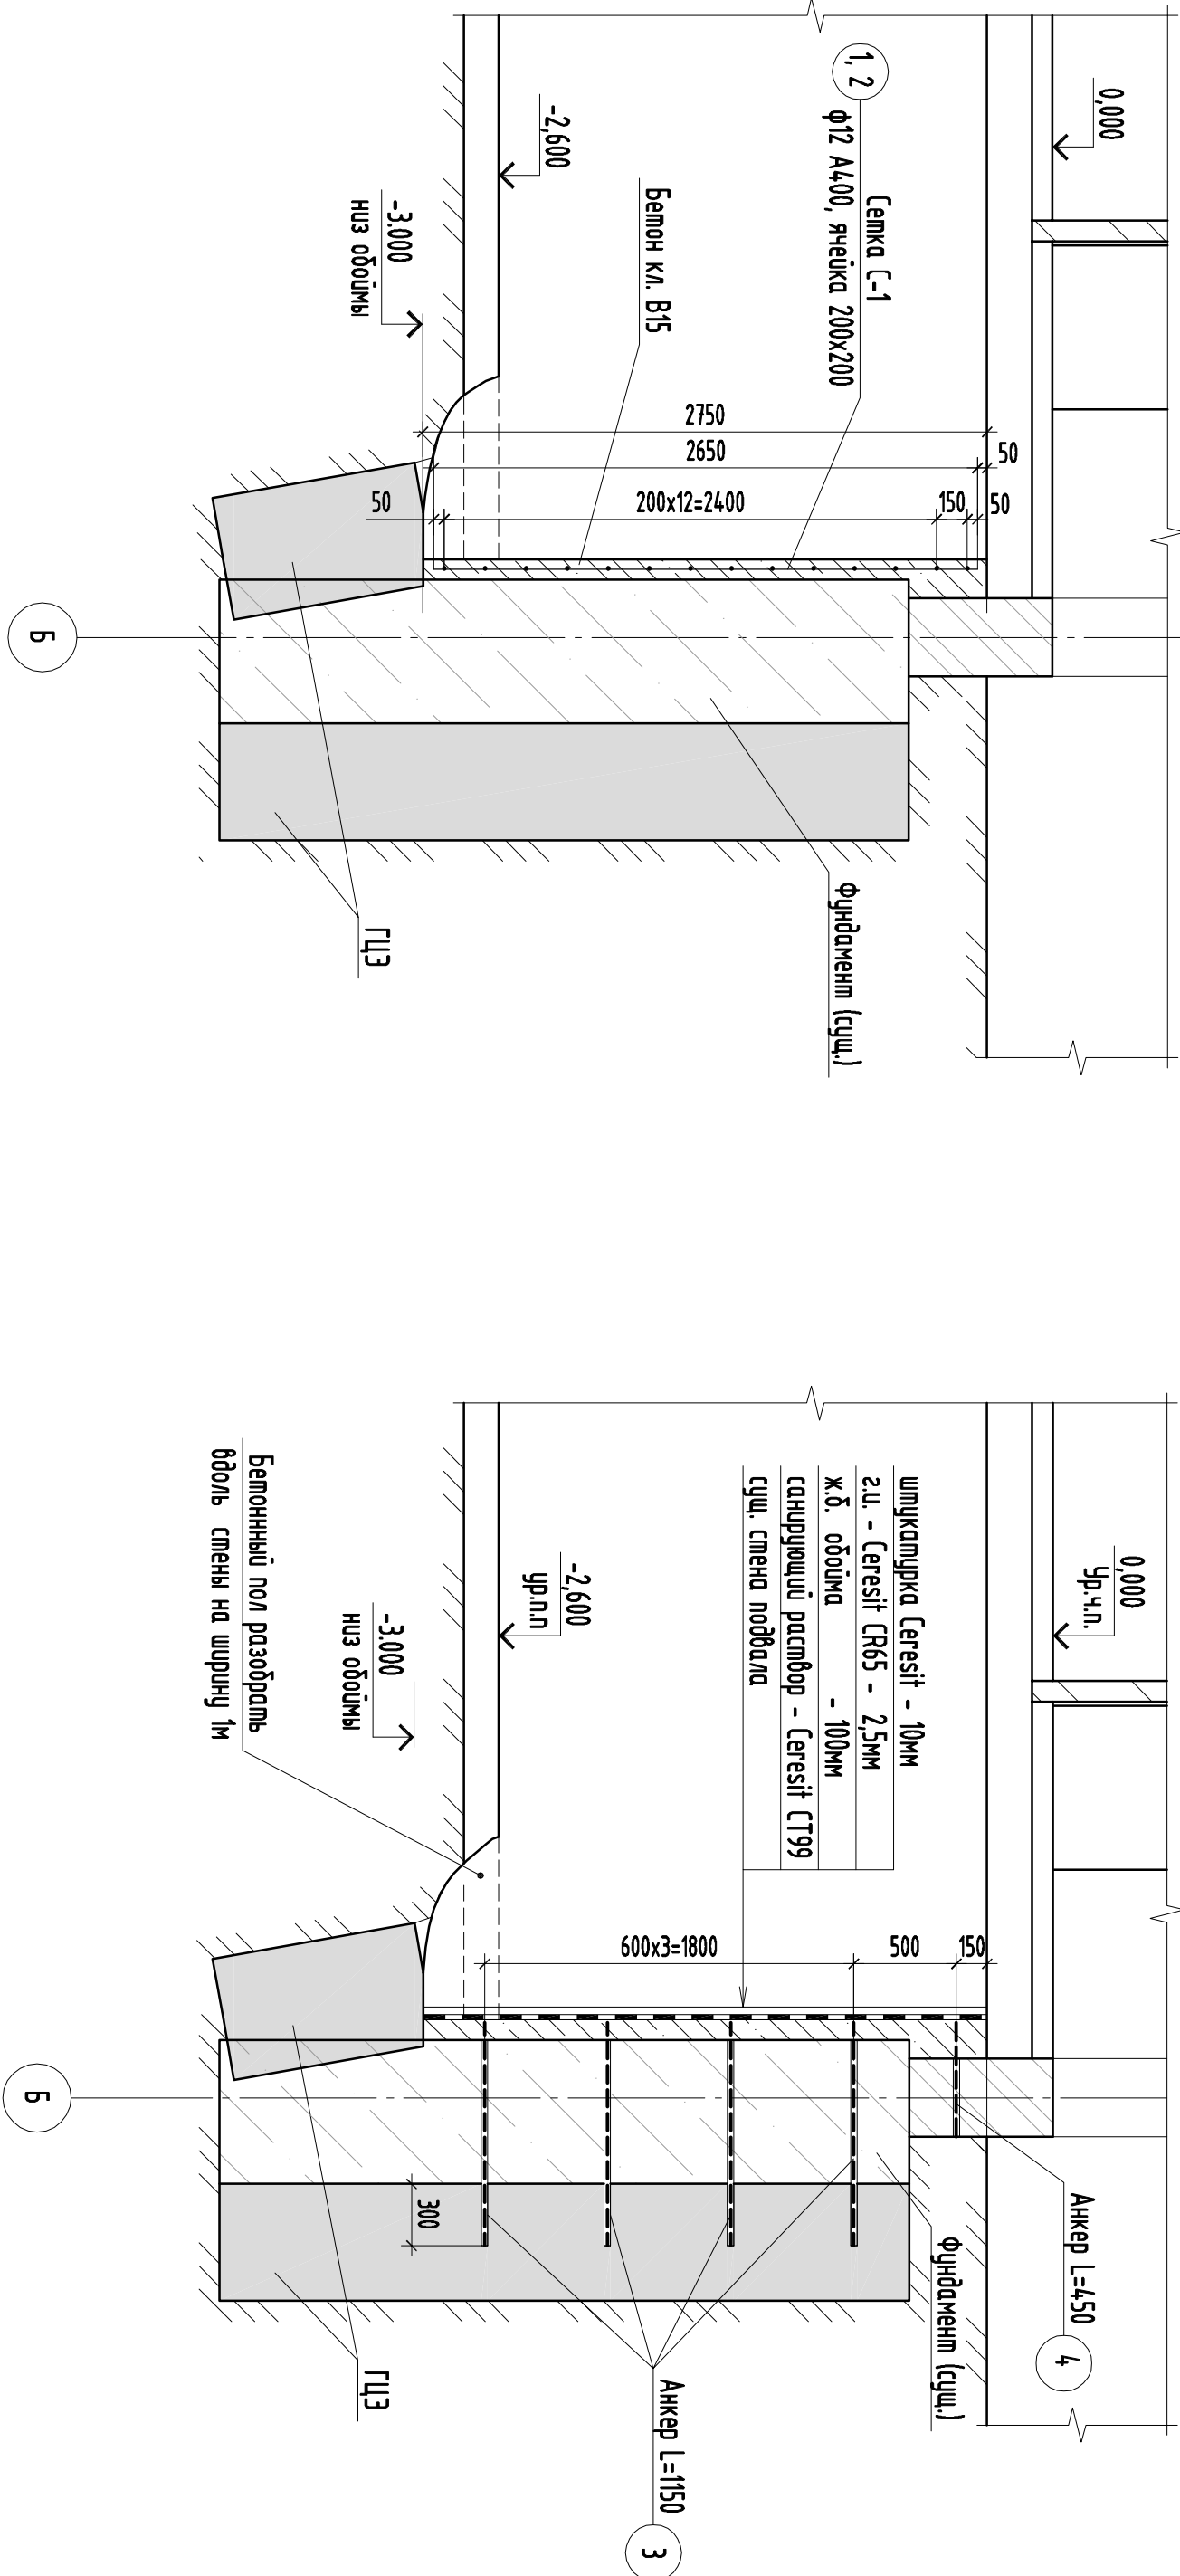 0,000
1, 2
Сетка С-1
ф12 А400, ячейка 200х200
-2,600
Бетон кл. В15
-3.000
низ обоймы
2750
2650
50
50
200х12=2400
150
50
Фундамент (сущ.)
ГЦЭ
Б
0,000
Ур.ч.п.
штукатурка Ceresit - 10мм
г.и. - Ceresit CR65 - 2,5мм
ж.б. обойма - 100мм
санирующий раствор - Ceresit CT99
сущ. стена подвала
-2,600
ур.п.п
-3.000
низ обоймы
Бетонный пол разобрать
вдоль стены на ширину 1м
600х3=1800
500
150
300
Анкер L=450
4
Фундамент (сущ.)
Анкер L=1150
3
ГЦЭ
Б